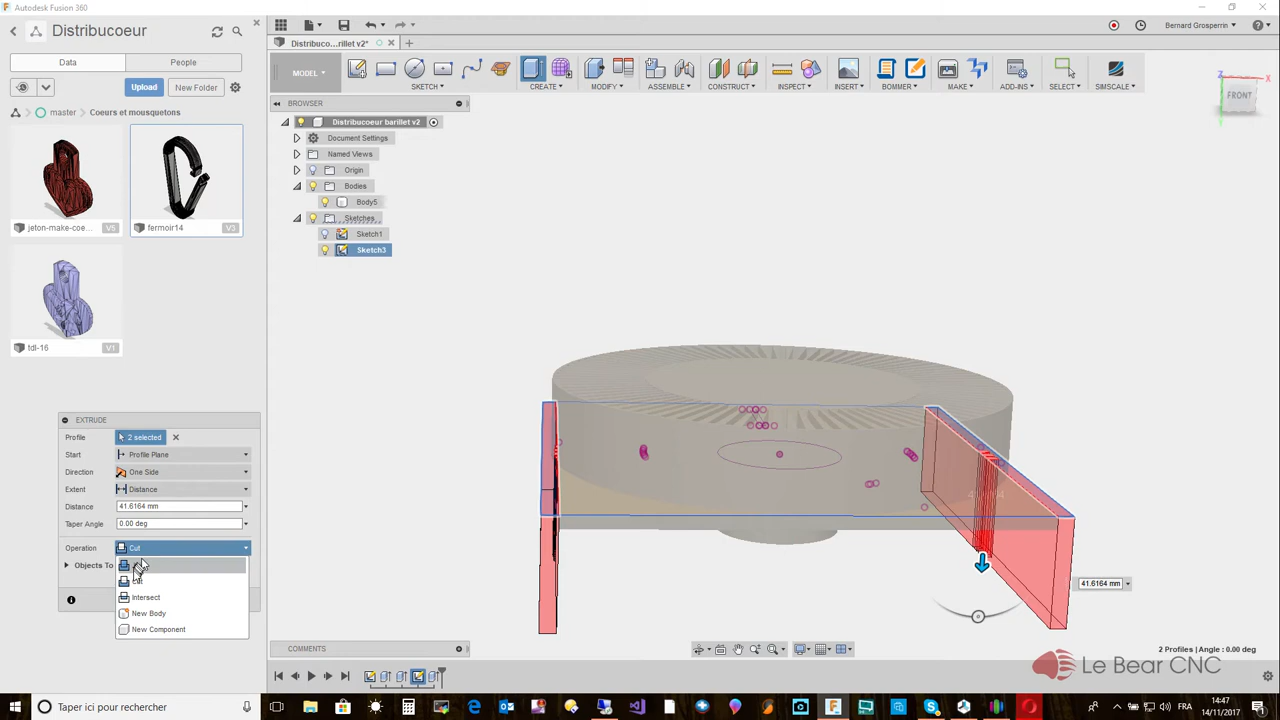 Autodesk Fusion 360
Distribucoeur
Data
People
Upload
New Folder
master
Coeurs et mousquetons
jeton-make-coe...
V5
fermoir14
V3
tdl-16
V1
Distribuco...rillet v2*
Bernard Grosperrin
MODEL
SKETCH
CREATE
MODIFY
ASSEMBLE
CONSTRUCT
INSPECT
INSERT
BOMMER
MAKE
ADD-INS
SELECT
SIMSCALE
BROWSER
Distribucoeur barillet v2
Document Settings
Named Views
Origin
Bodies
Body5
Sketches
Sketch1
Sketch3
Z
X
FRONT
EXTRUDE
Profile
2 selected
Start
Profile Plane
Direction
One Side
Extent
Distance
Distance
41.6164 mm
Taper Angle
0.00 deg
Operation
Cut
Objects To
Cut
Intersect
New Body
New Component
41.6164 mm
COMMENTS
2 Profiles | Angle : 0.00 deg
Le Bear CNC
Taper ici pour rechercher
FRA
14:47
14/11/2017